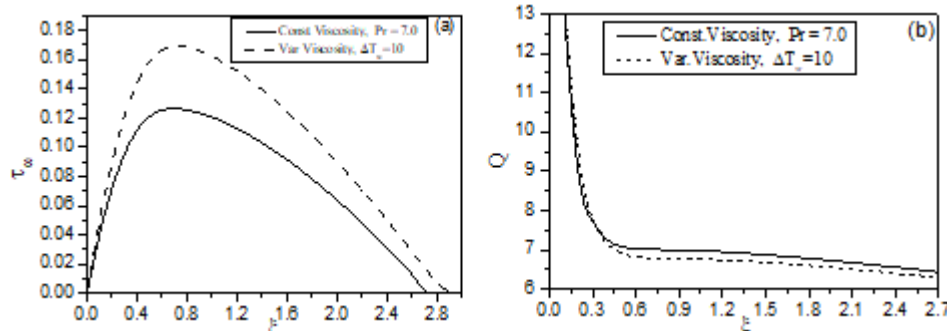 (a)
Const Viscosity, Pr = 7.0
Var Viscosity, ΔT =10
0.18
0.16
0.14
0.12
0.10
0.08
0.06
0.04
0.02
0.00
0.0 0.4 0.8 1.2 1.6 2.0 2.4 2.8
(b)
Const.Viscosity, Pr = 7.0
Var.Viscosity, ΔT =10
13
12
11
10
9
8
7
6
Q
0.0 0.3 0.6 0.9 1.2 1.5 1.8 2.1 2.4 2.7
ξ